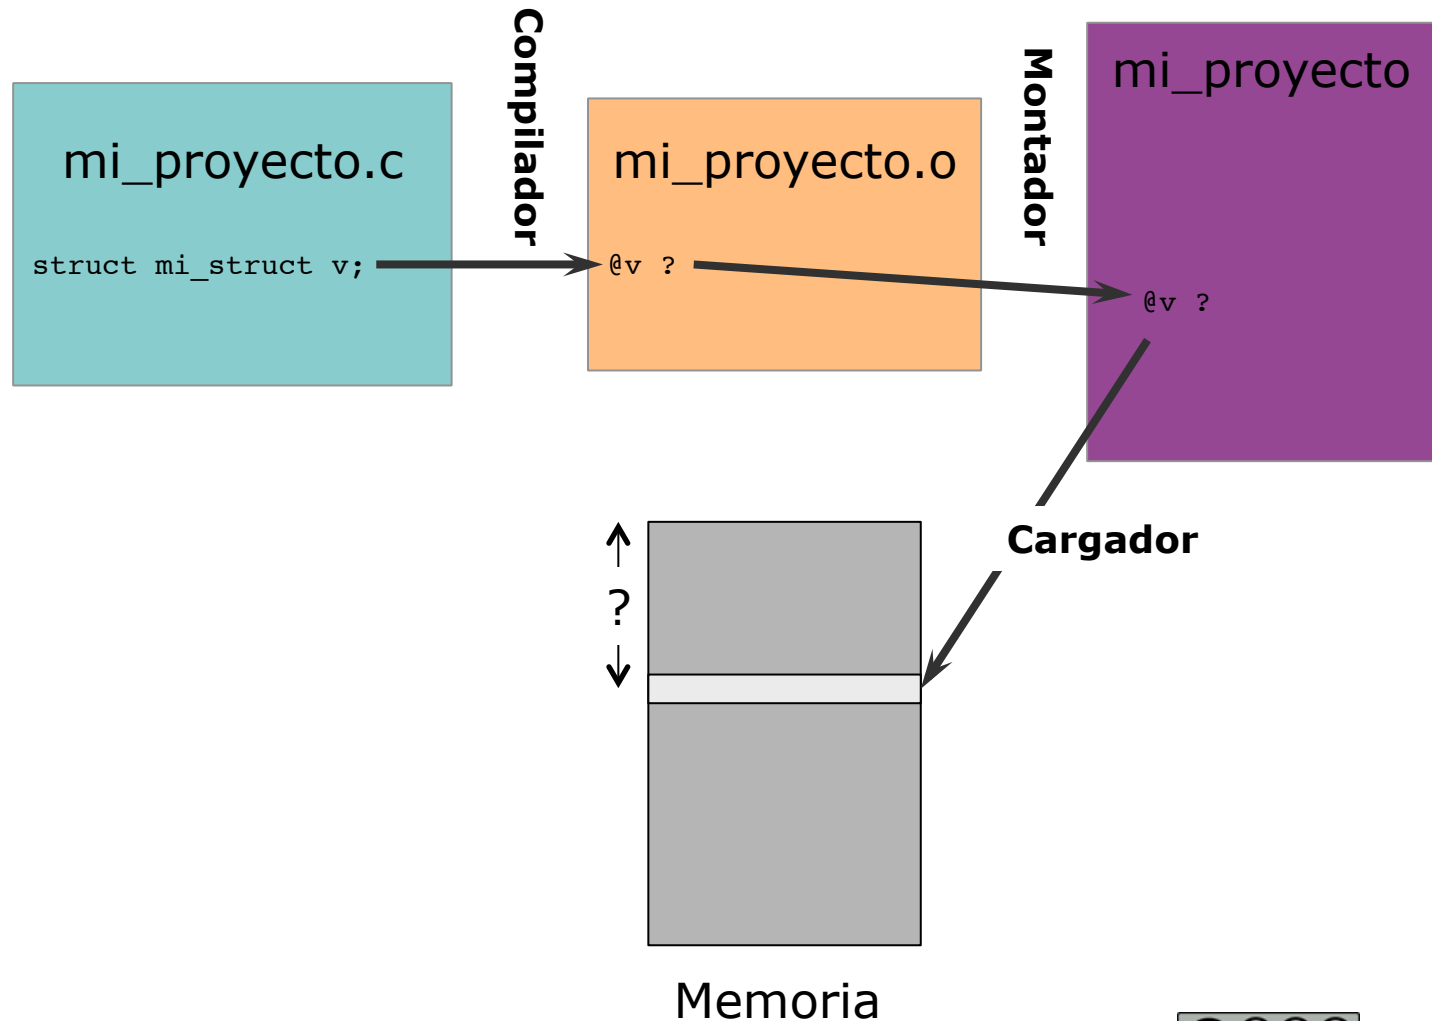 mi_proyecto.c
struct mi_struct v;
Compilador
mi_proyecto.o
@v ?
Montador
mi_proyecto
@v ?
Cargador
?
Memoria